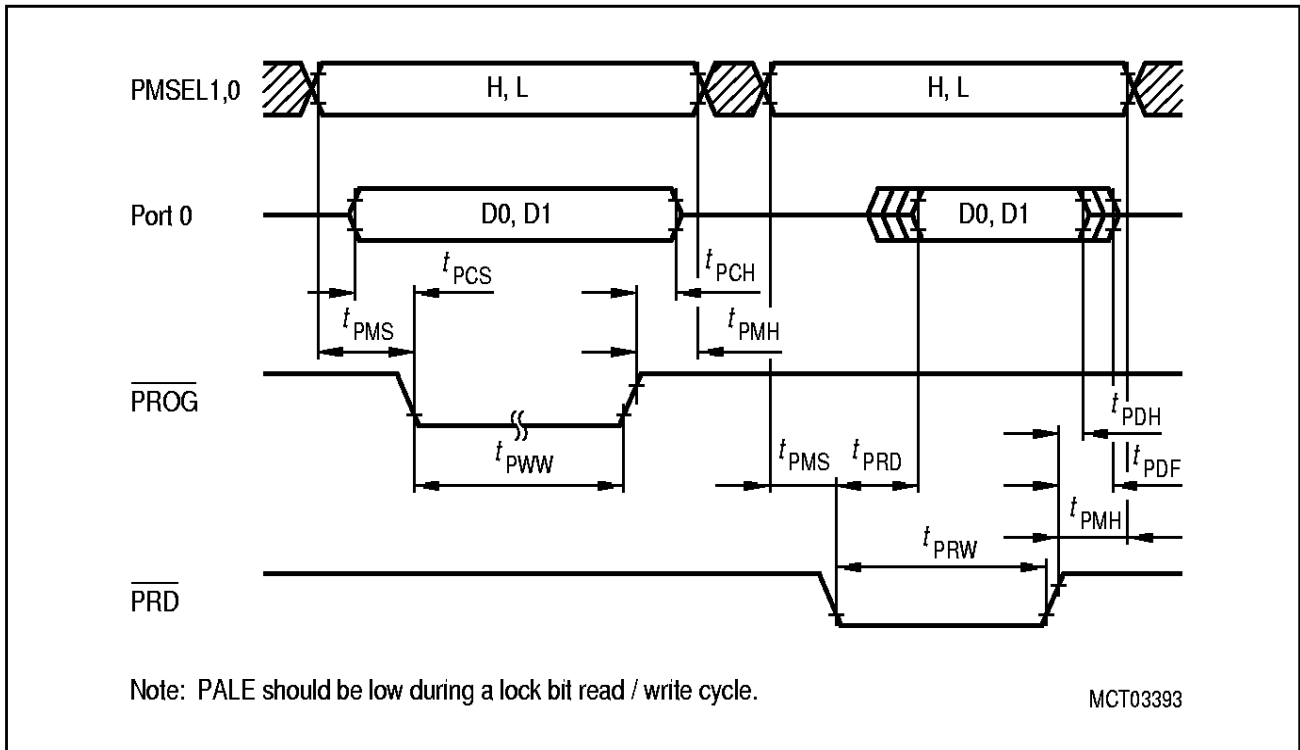 PMSEL1,0
H, L
H, L
Port 0
D0, D1
D0, D1
tPCS
tPCH
tPMS
tPMH
PROG
tPWW
tPMS
tPRD
tPDH
tPDF
tPMH
tPRW
PRD
Note: PALE should be low during a lock bit read / write cycle.
MCT03393